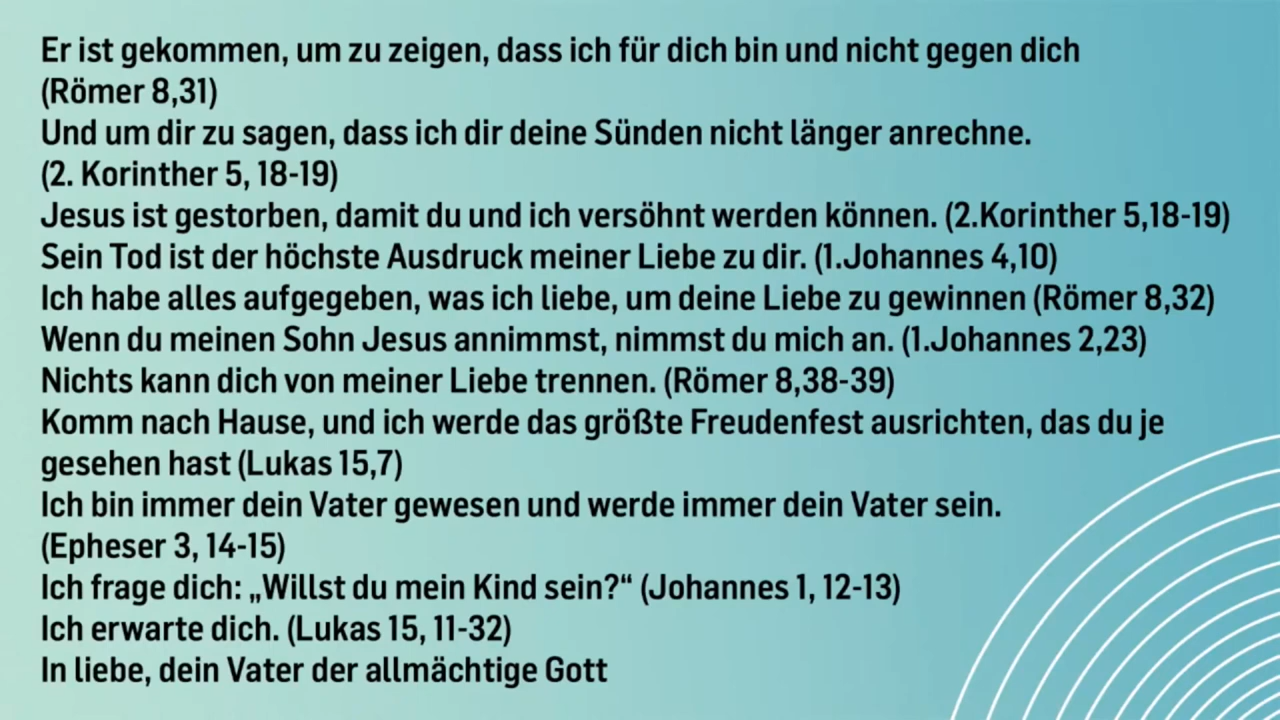 Er ist gekommen, um zu zeigen, dass ich für dich bin und nicht gegen dich
(Römer 8,31)
Und um dir zu sagen, dass ich dir deine Sünden nicht länger anrechne.
(2. Korinther 5, 18-19)
Jesus ist gestorben, damit du und ich versöhnt werden können. (2.Korinther 5,18-19)
Sein Tod ist der höchste Ausdruck meiner Liebe zu dir. (1.Johannes 4,10)
Ich habe alles aufgegeben, was ich liebe, um deine Liebe zu gewinnen (Römer 8,32)
Wenn du meinen Sohn Jesus annimmst, nimmst du mich an. (1.Johannes 2,23)
Nichts kann dich von meiner Liebe trennen. (Römer 8,38-39)
Komm nach Hause, und ich werde das größte Freudenfest ausrichten, das du je
gesehen hast (Lukas 15,7)
Ich bin immer dein Vater gewesen und werde immer dein Vater sein.
(Epheser 3, 14-15)
Ich frage dich: „Willst du mein Kind sein?“ (Johannes 1, 12-13)
Ich erwarte dich. (Lukas 15, 11-32)
In liebe, dein Vater der allmächtige Gott